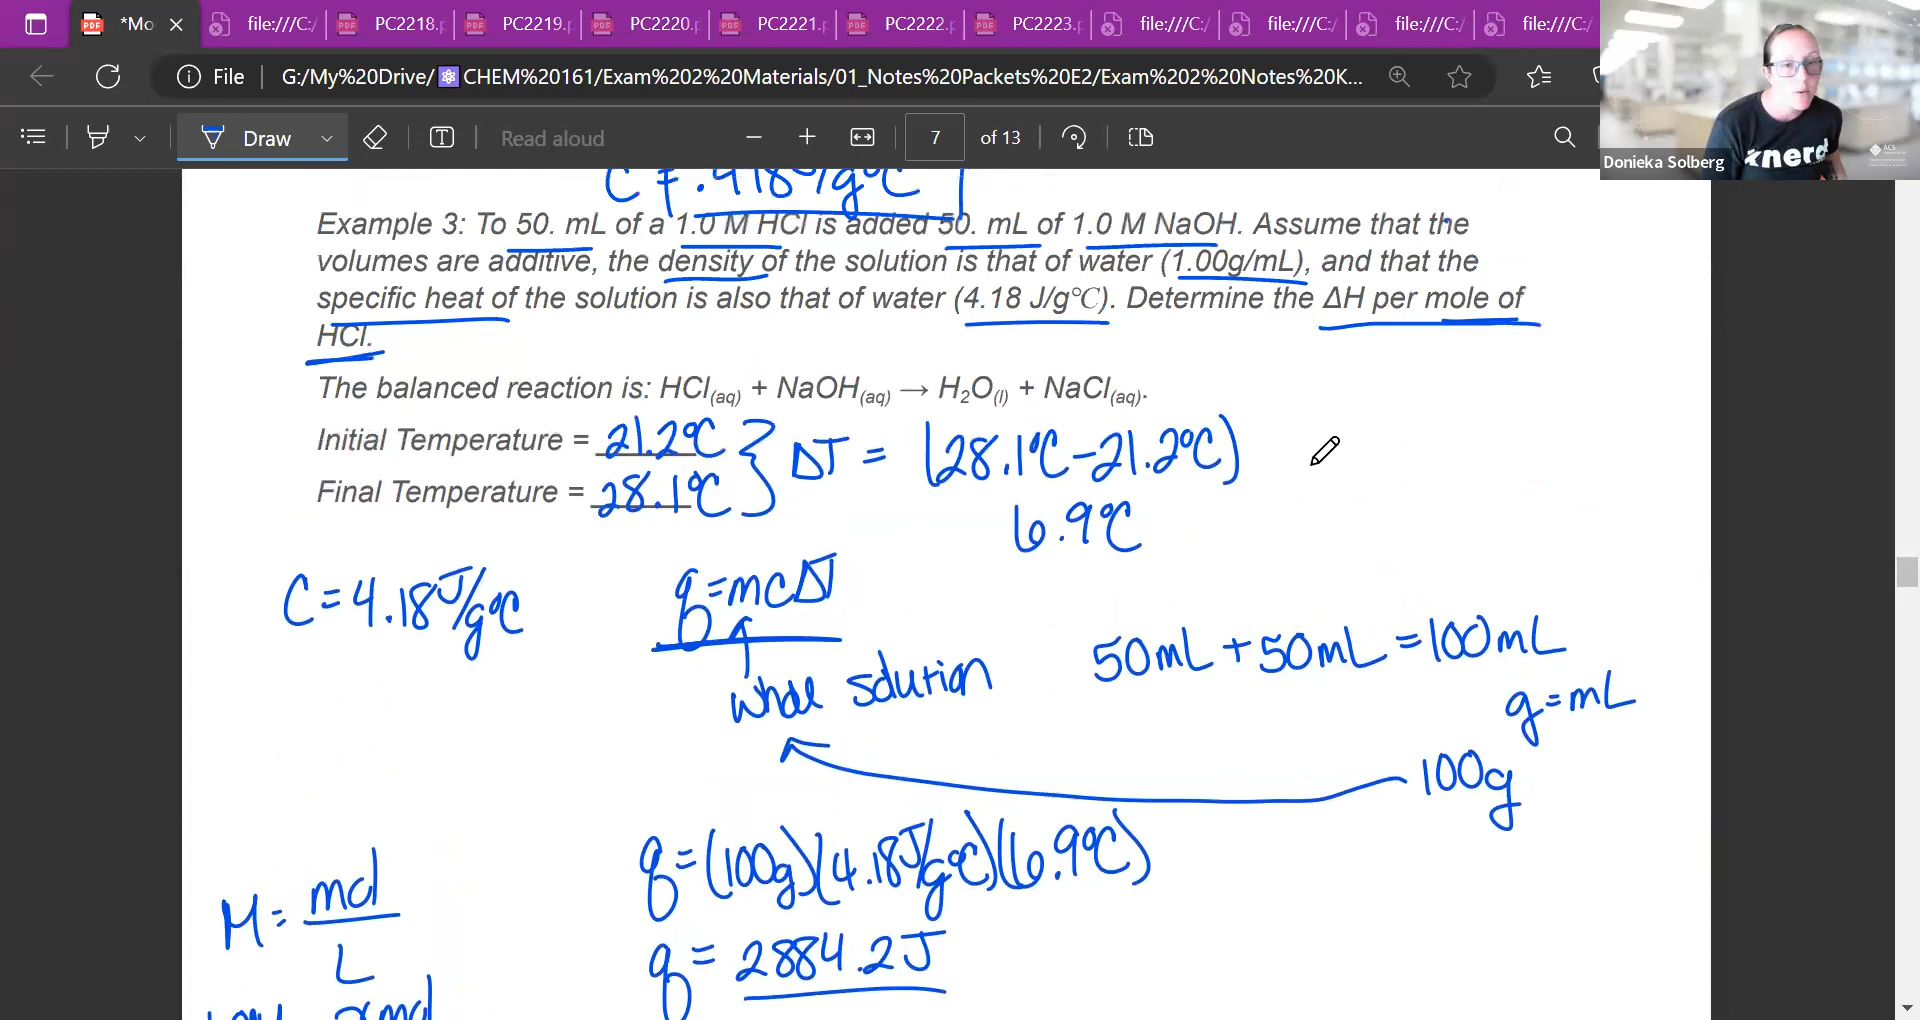 *Mo
file:///C:/
PC2218.p
PC2219.p
PC2220.p
PC2221.p
PC2222.p
PC2223.p
file:///C:/
file:///C:/
file:///C:/
file:///C:/
File
G:/My%20Drive/⚛CHEM%20161/Exam%202%20Materials/01_Notes%20Packets%20E2/Exam%202%20Notes%20K...
Draw
Read aloud
7
of 13
Donieka Solberg
knerd
ACS
C = .418 J/g°C
Example 3: To 50. mL of a 1.0 M HCl is added 50. mL of 1.0 M NaOH. Assume that the
volumes are additive, the density of the solution is that of water (1.00g/mL), and that the
specific heat of the solution is also that of water (4.18 J/g°C). Determine the ΔH per mole of
HCl.
The balanced reaction is: HCl(aq) + NaOH(aq) → H₂O(l) + NaCl(aq).
Initial Temperature = 21.2°C
Final Temperature = 28.1°C
ΔT = (28.1°C-21.2°C)
6.9°C
C=4.18 J/g°C
q=mcΔT
whole solution
50mL+50mL=100mL
g=mL
100g
q=(100g)(4.18J/g°C)(6.9°C)
q= 2884.2J
M= mol
L